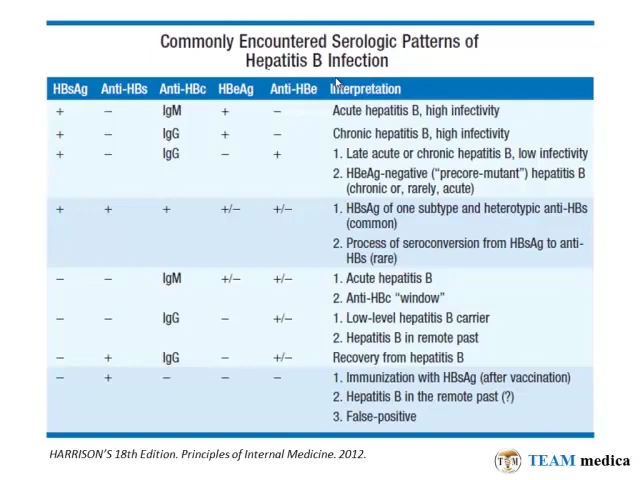 Commonly Encountered Serologic Patterns of
Hepatitis B Infection
HBsAg Anti-HBs Anti-HBc HBeAg Anti-HBe Interpretation
+ – IgM + – Acute hepatitis B, high infectivity
+ – IgG + – Chronic hepatitis B, high infectivity
+ – IgG – + 1. Late acute or chronic hepatitis B, low infectivity
2. HBeAg-negative (“precore-mutant”) hepatitis B
(chronic or, rarely, acute)
+ + + +/– +/– 1. HBsAg of one subtype and heterotypic anti-HBs
(common)
2. Process of seroconversion from HBsAg to anti-
HBs (rare)
– – IgM +/– +/– 1. Acute hepatitis B
2. Anti-HBc “window”
– – IgG – +/– 1. Low-level hepatitis B carrier
2. Hepatitis B in remote past
– + IgG – +/– Recovery from hepatitis B
– + – – – 1. Immunization with HBsAg (after vaccination)
2. Hepatitis B in the remote past (?)
3. False-positive
HARRISON’S 18th Edition. Principles of Internal Medicine. 2012.
TEAM medica